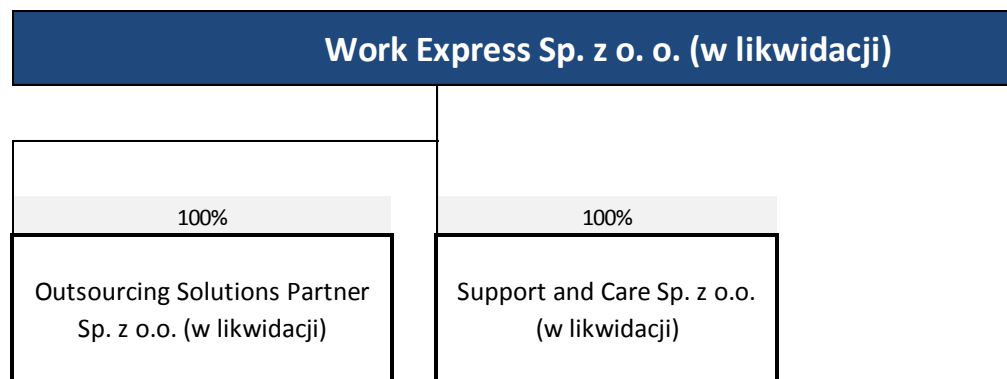 Work Express Sp. z o. o. (w likwidacji)
100%
100%
Outsourcing Solutions Partner
Sp. z o.o. (w likwidacji)
Support and Care Sp. z o.o.
(w likwidacji)